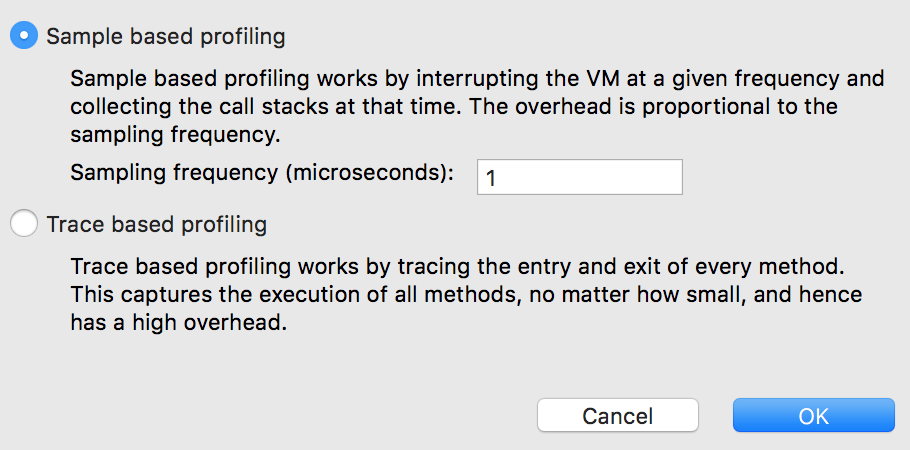 Sample based profiling
Sample based profiling works by interrupting the VM at a given frequency and
collecting the call stacks at that time. The overhead is proportional to the
sampling frequency.
Sampling frequency (microseconds): 1
Trace based profiling
Trace based profiling works by tracing the entry and exit of every method.
This captures the execution of all methods, no matter how small, and hence
has a high overhead.
Cancel OK